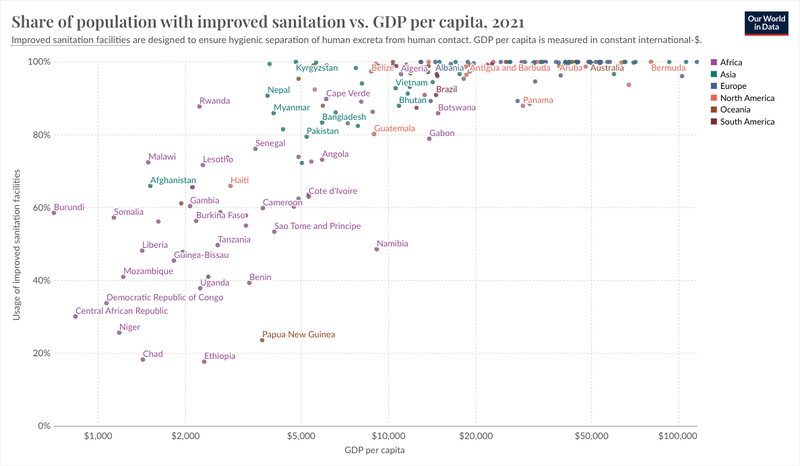 Share of population with improved sanitation vs. GDP per capita, 2021
Our World
in Data
Improved sanitation facilities are designed to ensure hygienic separation of human excreta from human contact. GDP per capita is measured in constant international-$.
100%
Kyrgyzstan
Belize
Algeria
Albania
Antigua and Barbuda
Aruba
Australia
Bermuda
Africa
Asia
Europe
North America
Oceania
South America
Vietnam
Nepal
Cape Verde
Brazil
Rwanda
Bhutan
Panama
Myanmar
Bangladesh
Botswana
80%
Pakistan
Guatemala
Gabon
Senegal
Malawi
Lesotho
Angola
Afghanistan
Haiti
Cote d'Ivoire
60%
Burundi
Gambia
Cameroon
Somalia
Burkina Faso
Sao Tome and Principe
Liberia
Tanzania
Namibia
Guinea-Bissau
40%
Mozambique
Uganda
Benin
Democratic Republic of Congo
Central African Republic
Niger
Papua New Guinea
20%
Chad
Ethiopia
0%
Usage of improved sanitation facilities
$1,000
$2,000
$5,000
$10,000
$20,000
$50,000
$100,000
GDP per capita